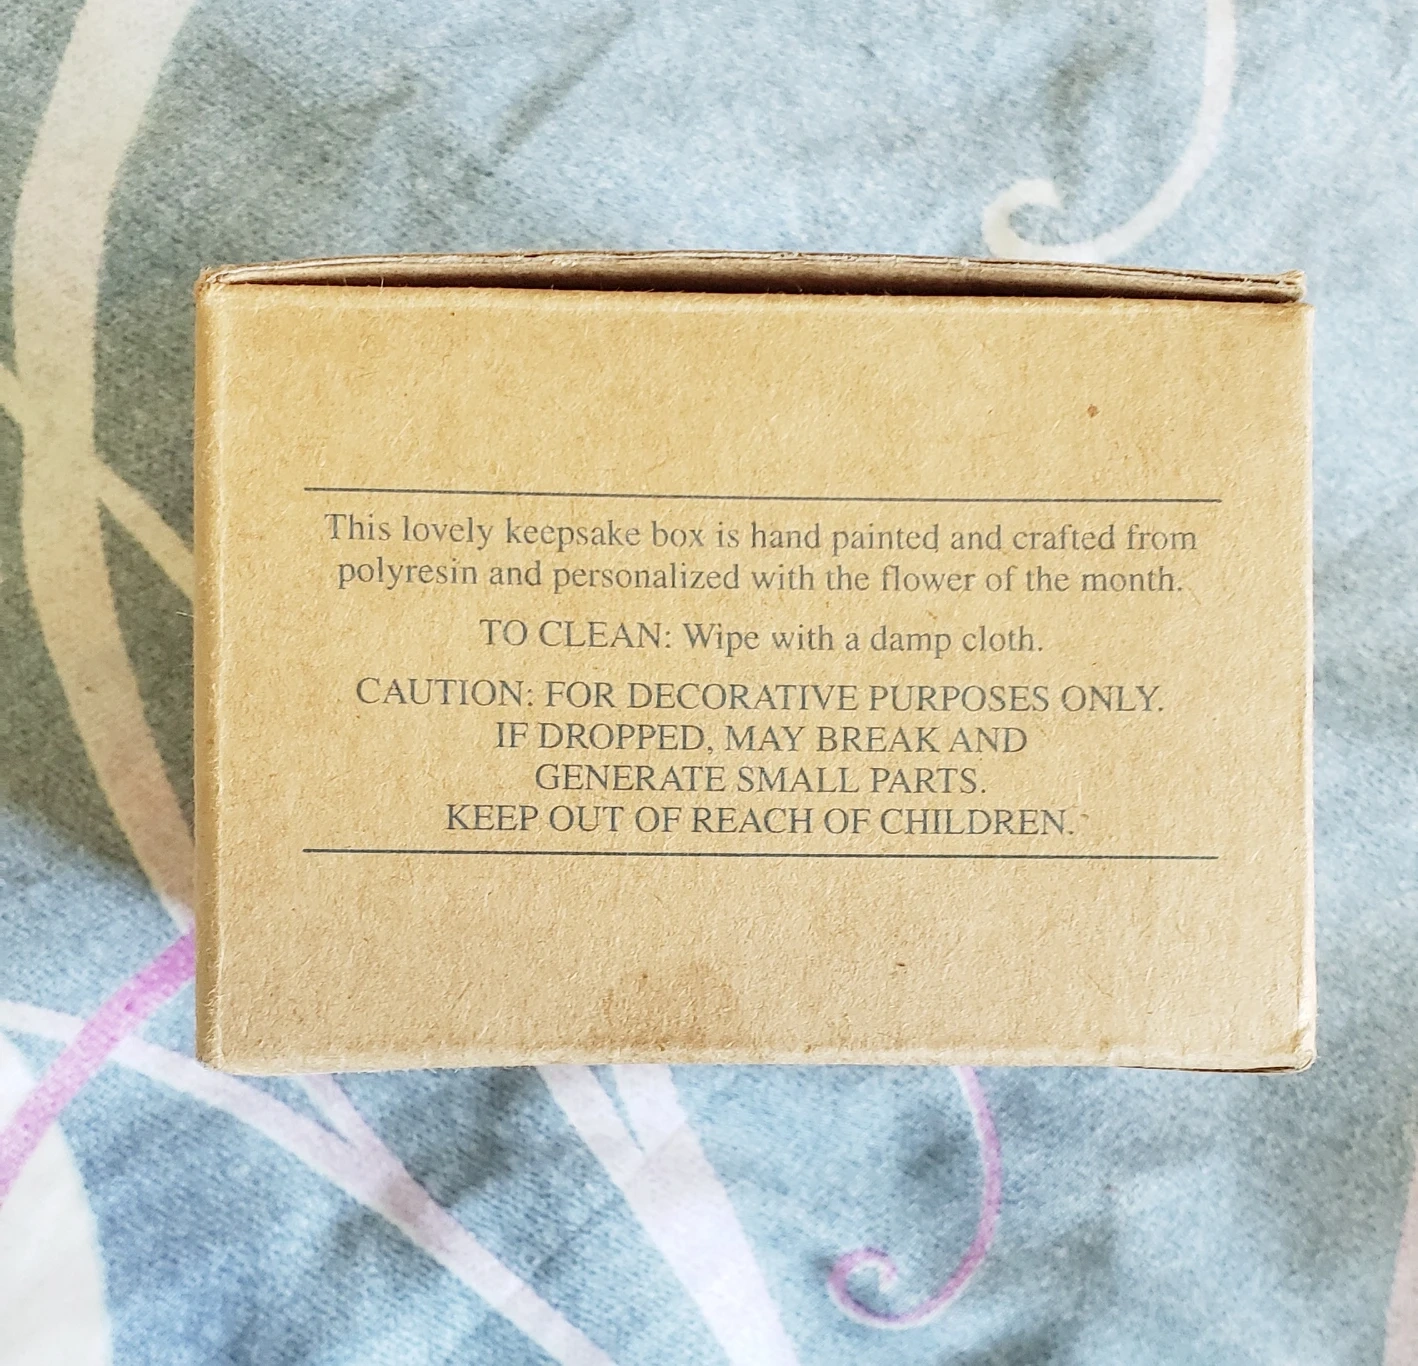 This lovely keepsake box is hand painted and crafted from
polyresin and personalized with the flower of the month.
TO CLEAN: Wipe with a damp cloth.
CAUTION: FOR DECORATIVE PURPOSES ONLY.
IF DROPPED, MAY BREAK AND
GENERATE SMALL PARTS.
KEEP OUT OF REACH OF CHILDREN.